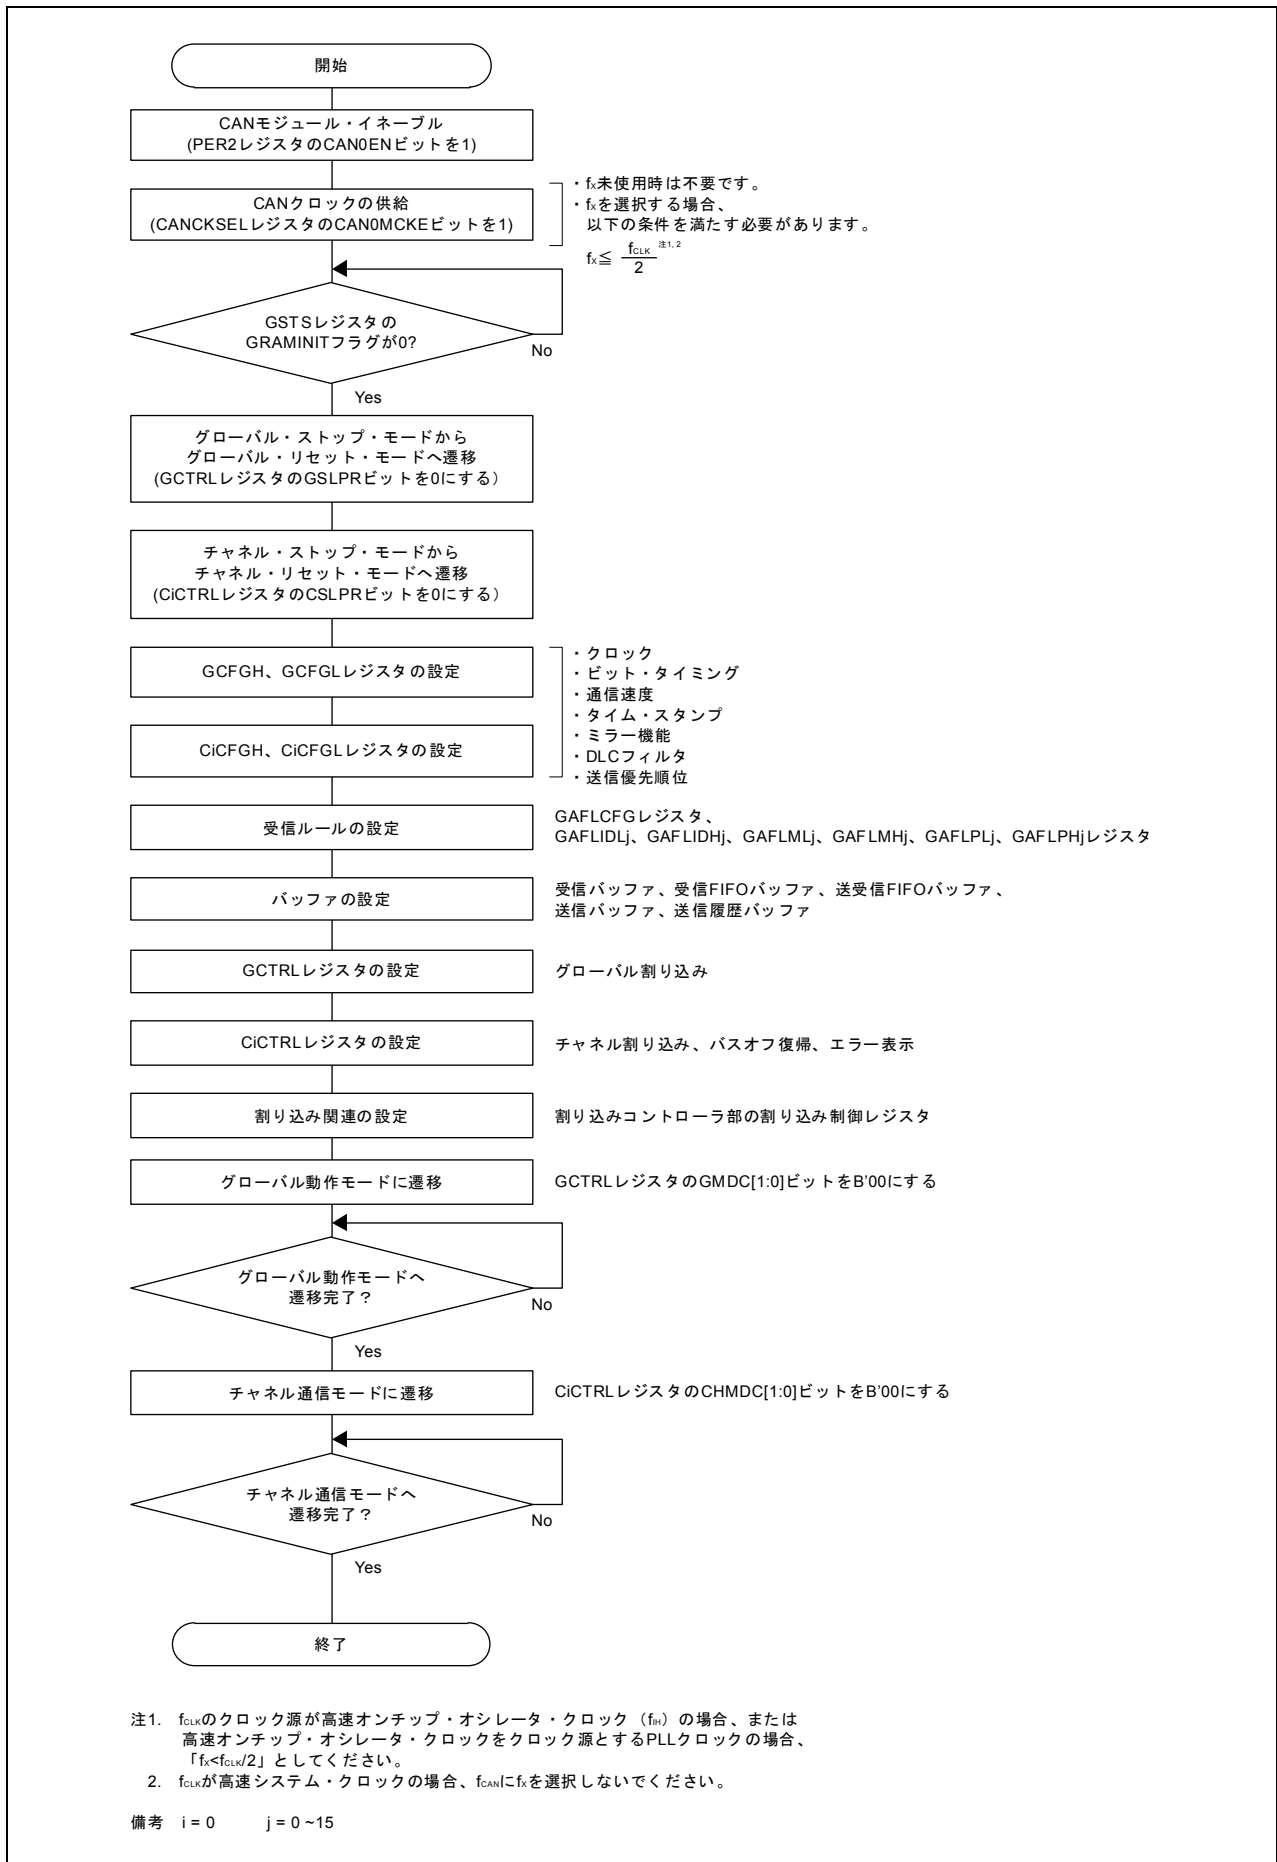 開始
CANモジュール・イネーブル
(PER2レジスタのCAN0ENビットを1)
CANクロックの供給
(CANCKSELレジスタのCAN0MCKEビットを1)
・fX未使用時は不要です。
・fXを選択する場合、
以下の条件を満たす必要があります。
fX≦ fCLK/2 注1, 2
GSTSレジスタの
GRAMINITフラグが0?
No
Yes
グローバル・ストップ・モードから
グローバル・リセット・モードへ遷移
(GCTRLレジスタのGSLPRビットを0にする）
チャネル・ストップ・モードから
チャネル・リセット・モードへ遷移
(CiCTRLレジスタのCSLPRビットを0にする）
GCFGH、GCFGLレジスタの設定
CiCFGH、CiCFGLレジスタの設定
・クロック
・ビット・タイミング
・通信速度
・タイム・スタンプ
・ミラー機能
・DLCフィルタ
・送信優先順位
受信ルールの設定
GAFLCFGレジスタ、
GAFLIDLj、GAFLIDHj、GAFLMLj、GAFLMHj、GAFLPLj、GAFLPHjレジスタ
バッファの設定
受信バッファ、受信FIFOバッファ、送受信FIFOバッファ、
送信バッファ、送信履歴バッファ
GCTRLレジスタの設定
グローバル割り込み
CiCTRLレジスタの設定
チャネル割り込み、バスオフ復帰、エラー表示
割り込み関連の設定
割り込みコントローラ部の割り込み制御レジスタ
グローバル動作モードに遷移
GCTRLレジスタのGMDC[1:0]ビットをB'00にする
グローバル動作モードへ
遷移完了？
No
Yes
チャネル通信モードに遷移
CiCTRLレジスタのCHMDC[1:0]ビットをB'00にする
チャネル通信モードへ
遷移完了？
No
Yes
終了
注1. fCLKのクロック源が高速オンチップ・オシレータ・クロック（fIH）の場合、または
高速オンチップ・オシレータ・クロックをクロック源とするPLLクロックの場合、
「fX<fCLK/2」としてください。
2. fCLKが高速システム・クロックの場合、fCANにfXを選択しないでください。
備考 i = 0 j = 0 ~15